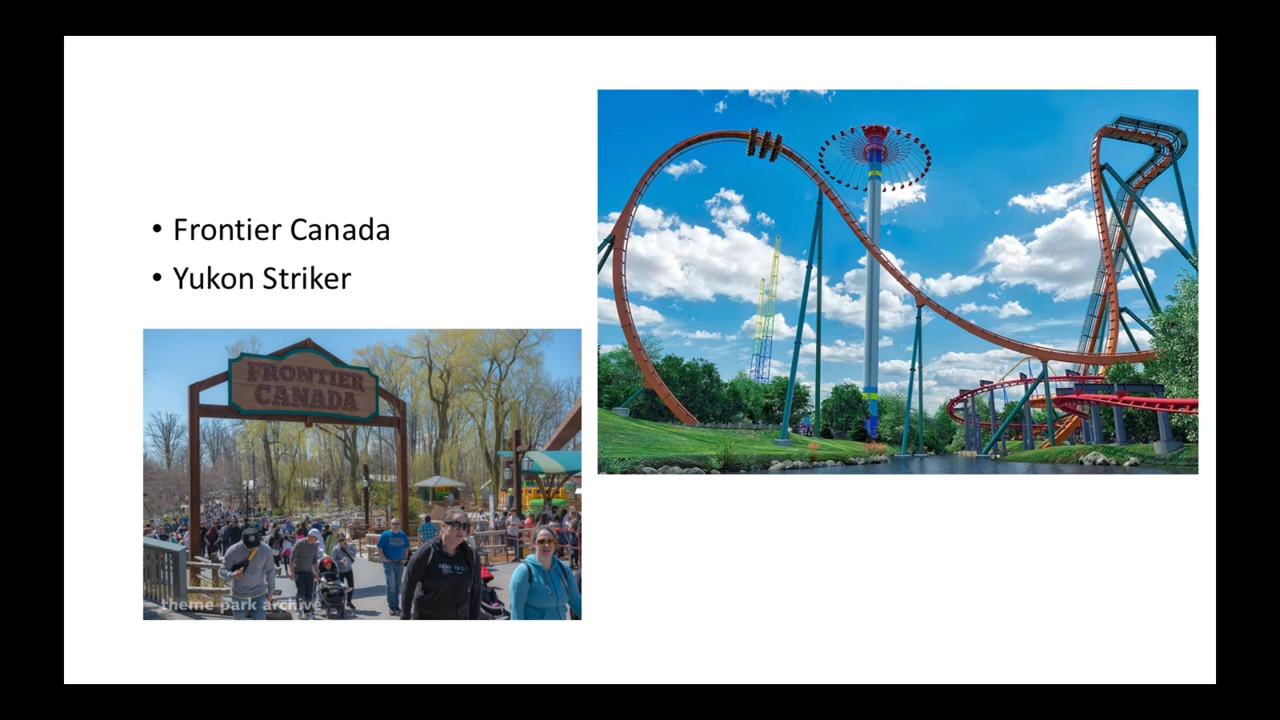 Frontier Canada
Yukon Striker
FRONTIER
CANADA
theme park archive